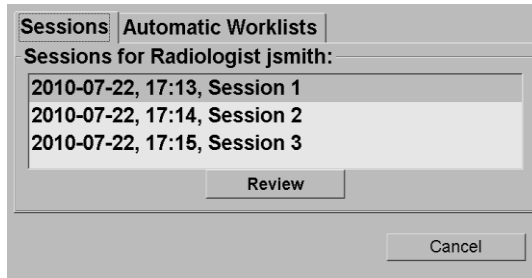 Sessions Automatic Worklists
Sessions for Radiologist jsmith:
2010-07-22, 17:13, Session 1
2010-07-22, 17:14, Session 2
2010-07-22, 17:15, Session 3
Review
Cancel